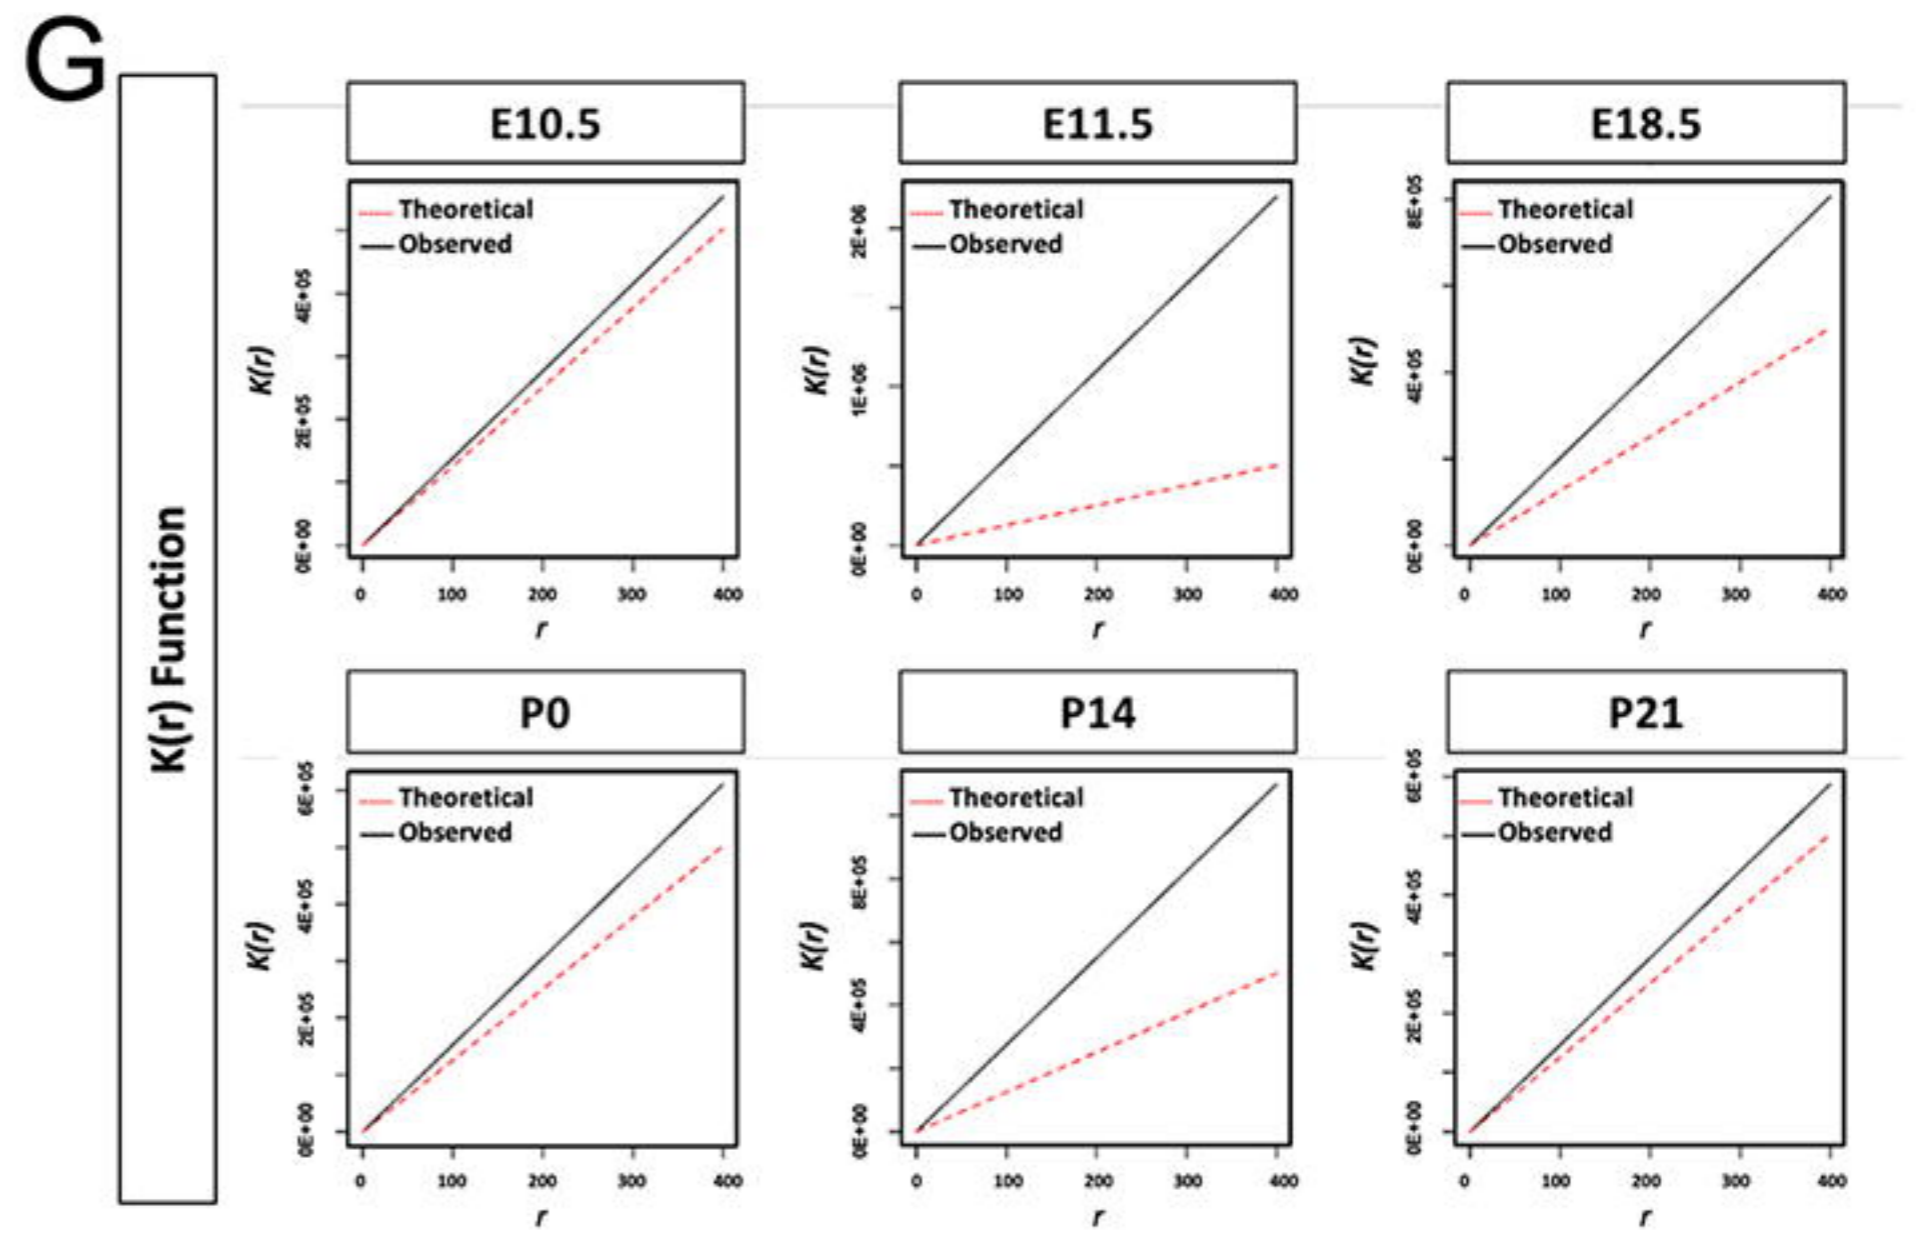 G
K(r) Function
E10.5
Theoretical
Observed
4E+05
2E+05
0E+00
K(r)
0 100 200 300 400
r
E11.5
Theoretical
Observed
2E+06
1E+06
0E+00
K(r)
0 100 200 300 400
r
E18.5
Theoretical
Observed
8E+05
4E+05
0E+00
K(r)
0 100 200 300 400
r
P0
Theoretical
Observed
6E+05
4E+05
2E+05
0E+00
K(r)
0 100 200 300 400
r
P14
Theoretical
Observed
8E+05
4E+05
0E+00
K(r)
0 100 200 300 400
r
P21
Theoretical
Observed
6E+05
4E+05
2E+05
0E+00
K(r)
0 100 200 300 400
r